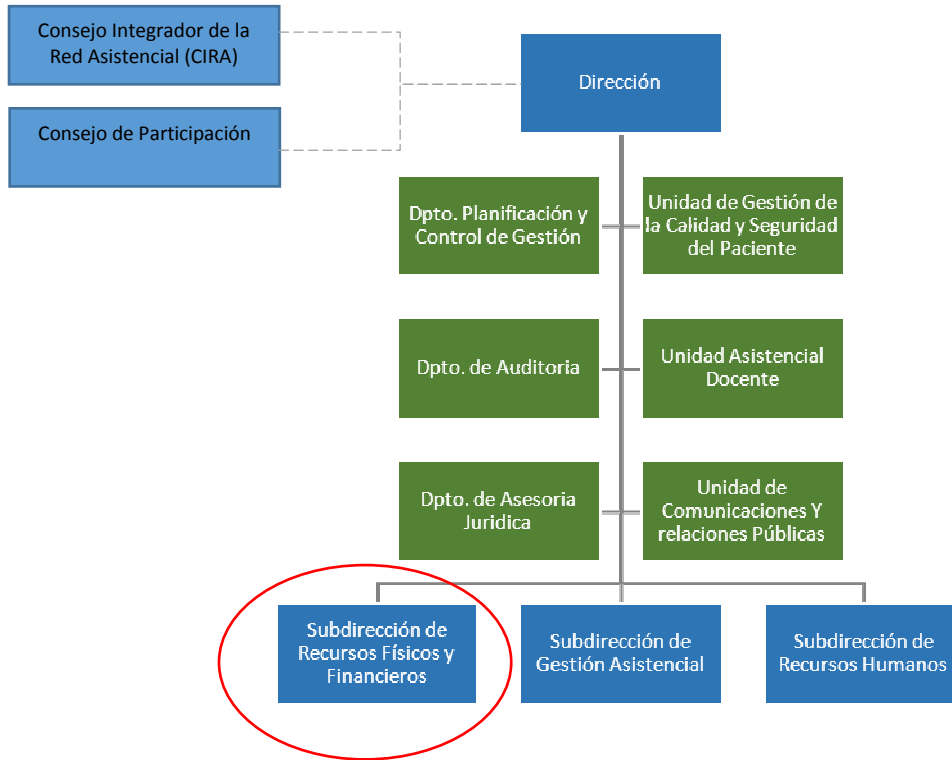 Consejo Integrador de la
Red Asistencial (CIRA)
Consejo de Participación
Dirección
Dpto. Planificación y
Control de Gestión
Unidad de Gestión de
la Calidad y Seguridad
del Paciente
Dpto. de Auditoria
Unidad Asistencial
Docente
Dpto. de Asesoria
Juridica
Unidad de
Comunicaciones Y
relaciones Públicas
Subdirección de
Recursos Físicos y
Financieros
Subdirección de
Gestión Asistencial
Subdirección de
Recursos Humanos